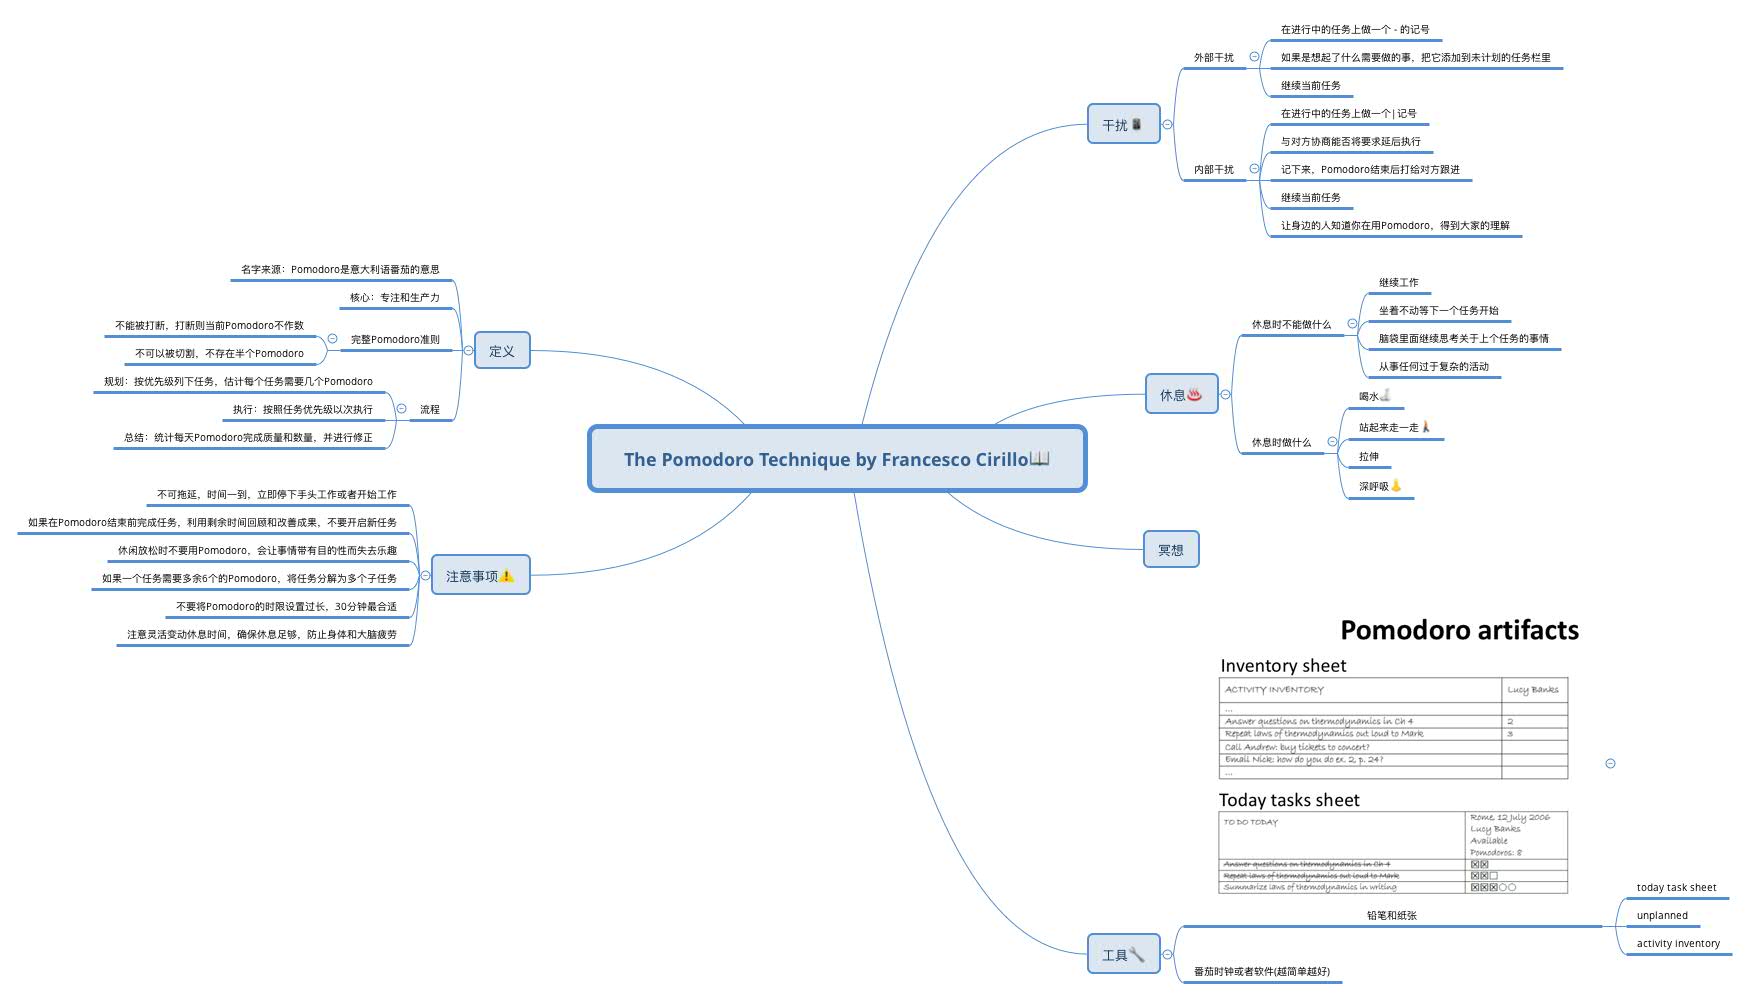 The Pomodoro Technique by Francesco Cirillo
定义
名字来源：Pomodoro是意大利语番茄的意思
核心：专注和生产力
完整Pomodoro准则
不能被打断，打断则当前Pomodoro不作数
不可以被切割，不存在半个Pomodoro
流程
规划：按优先级列下任务，估计每个任务需要几个Pomodoro
执行：按照任务优先级以次执行
总结：统计每天Pomodoro完成质量和数量，并进行修正
注意事项
不可拖延，时间一到，立即停下手头工作或者开始工作
如果在Pomodoro结束前完成任务，利用剩余时间回顾和改善成果，不要开启新任务
休闲放松时不要用Pomodoro，会让事情带有目的性而失去乐趣
如果一个任务需要多余6个的Pomodoro，将任务分解为多个子任务
不要将Pomodoro的时限设置过长，30分钟最合适
注意灵活变动休息时间，确保休息足够，防止身体和大脑疲劳
干扰
外部干扰
在进行中的任务上做一个 - 的记号
如果是想起了什么需要做的事，把它添加到未计划的任务栏里
继续当前任务
内部干扰
在进行中的任务上做一个|记号
与对方协商能否将要求延后执行
记下来，Pomodoro结束后打给对方跟进
继续当前任务
让身边的人知道你在用Pomodoro，得到大家的理解
休息
休息时不能做什么
继续工作
坐着不动等下一个任务开始
脑袋里面继续思考关于上个任务的事情
从事任何过于复杂的活动
休息时做什么
喝水
站起来走一走
拉伸
深呼吸
冥想
Pomodoro artifacts
Inventory sheet
ACTIVITY INVENTORY Lucy Banks
...
Answer questions on thermodynamics in Ch 4 2
Repeat laws of thermodynamics out loud to Mark 3
Call Andrew: buy tickets to concert?
Email Nick: how do you do ex. 2, p. 24?
...
Today tasks sheet
TO DO TODAY
Rome, 12 July 2006
Lucy Banks
Available
Pomodoros: 8
Answer questions on thermodynamics in Ch 4
Repeat laws of thermodynamics out loud to Mark
Summarize laws of thermodynamics in writing
工具
铅笔和纸张
today task sheet
unplanned
activity inventory
番茄时钟或者软件(越简单越好)